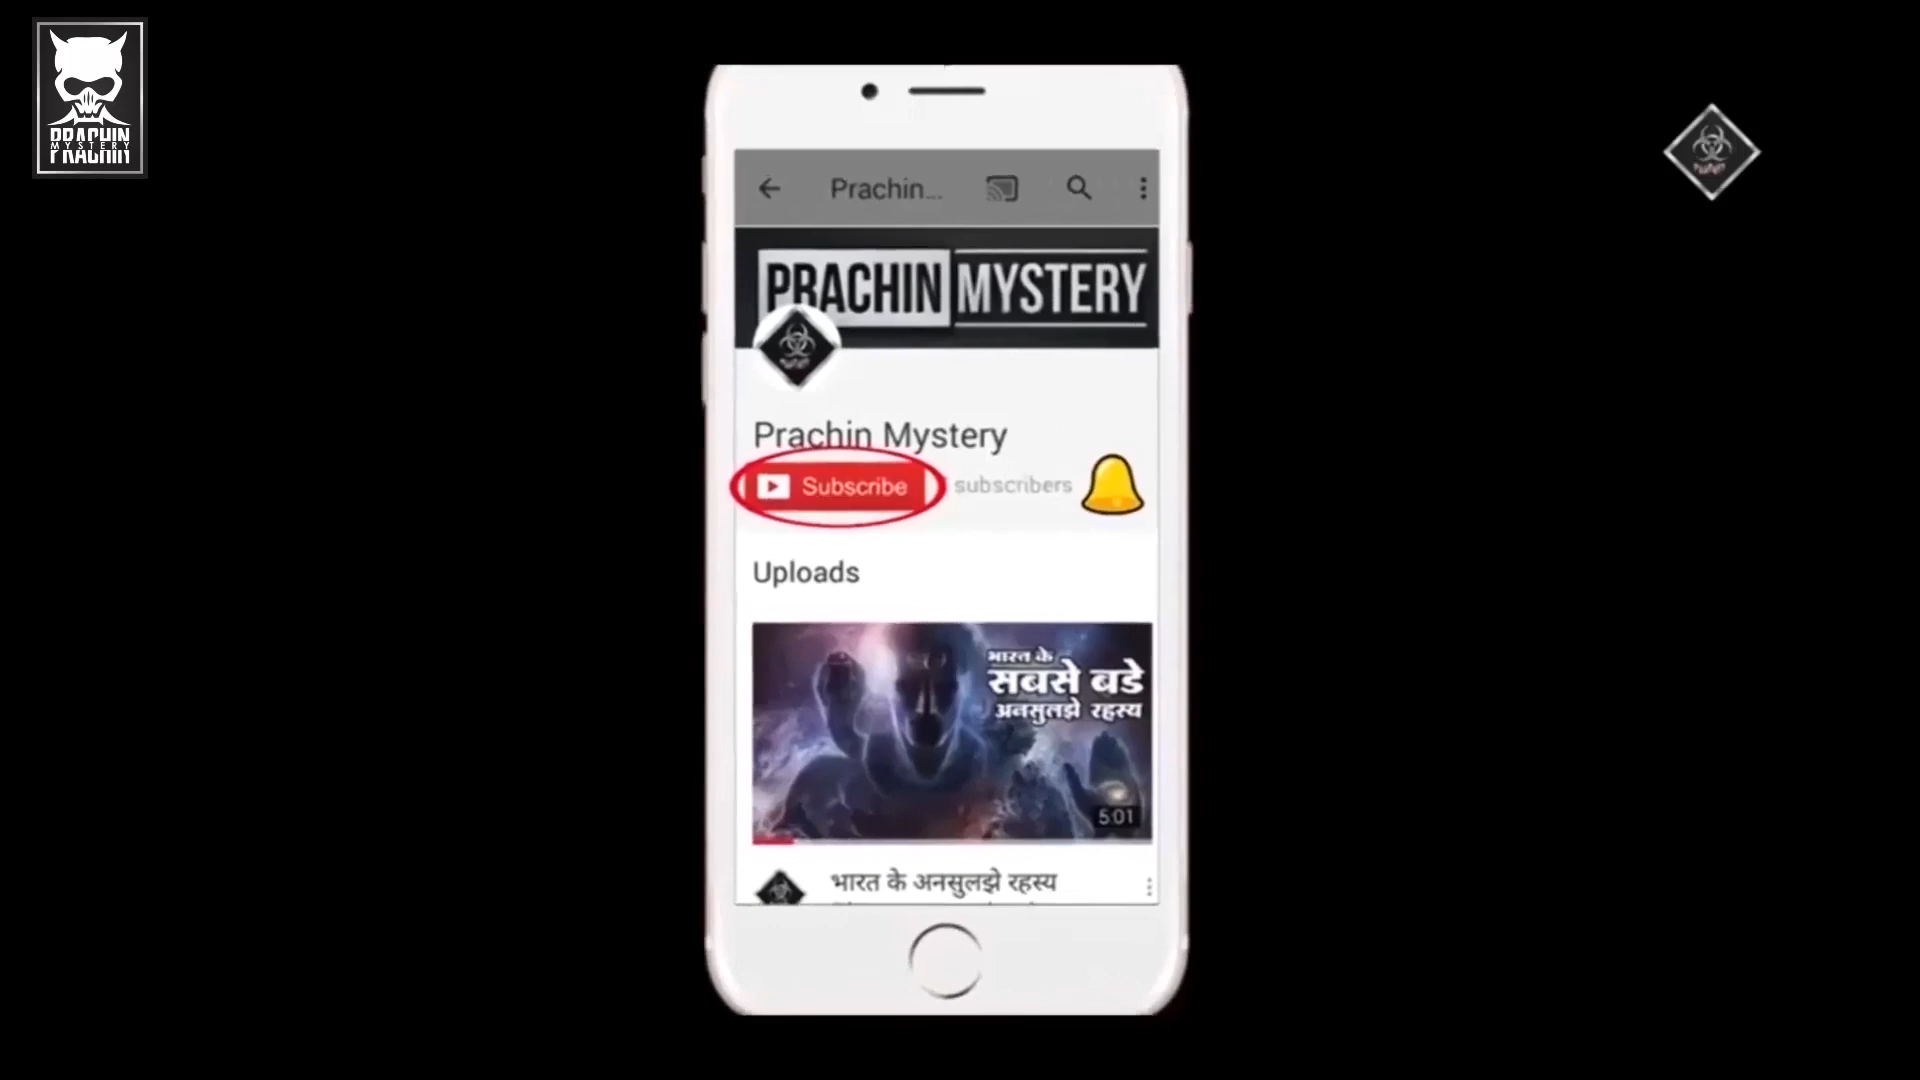 PRACHIN
MYSTERY
PRACHIN
Prachin...
PRACHIN MYSTERY
Prachin Mystery
Subscribe
subscribers
Uploads
भारत के
सबसे बडे
अनसुलझे रहस्य
5:01
भारत के अनसुलझे रहस्य